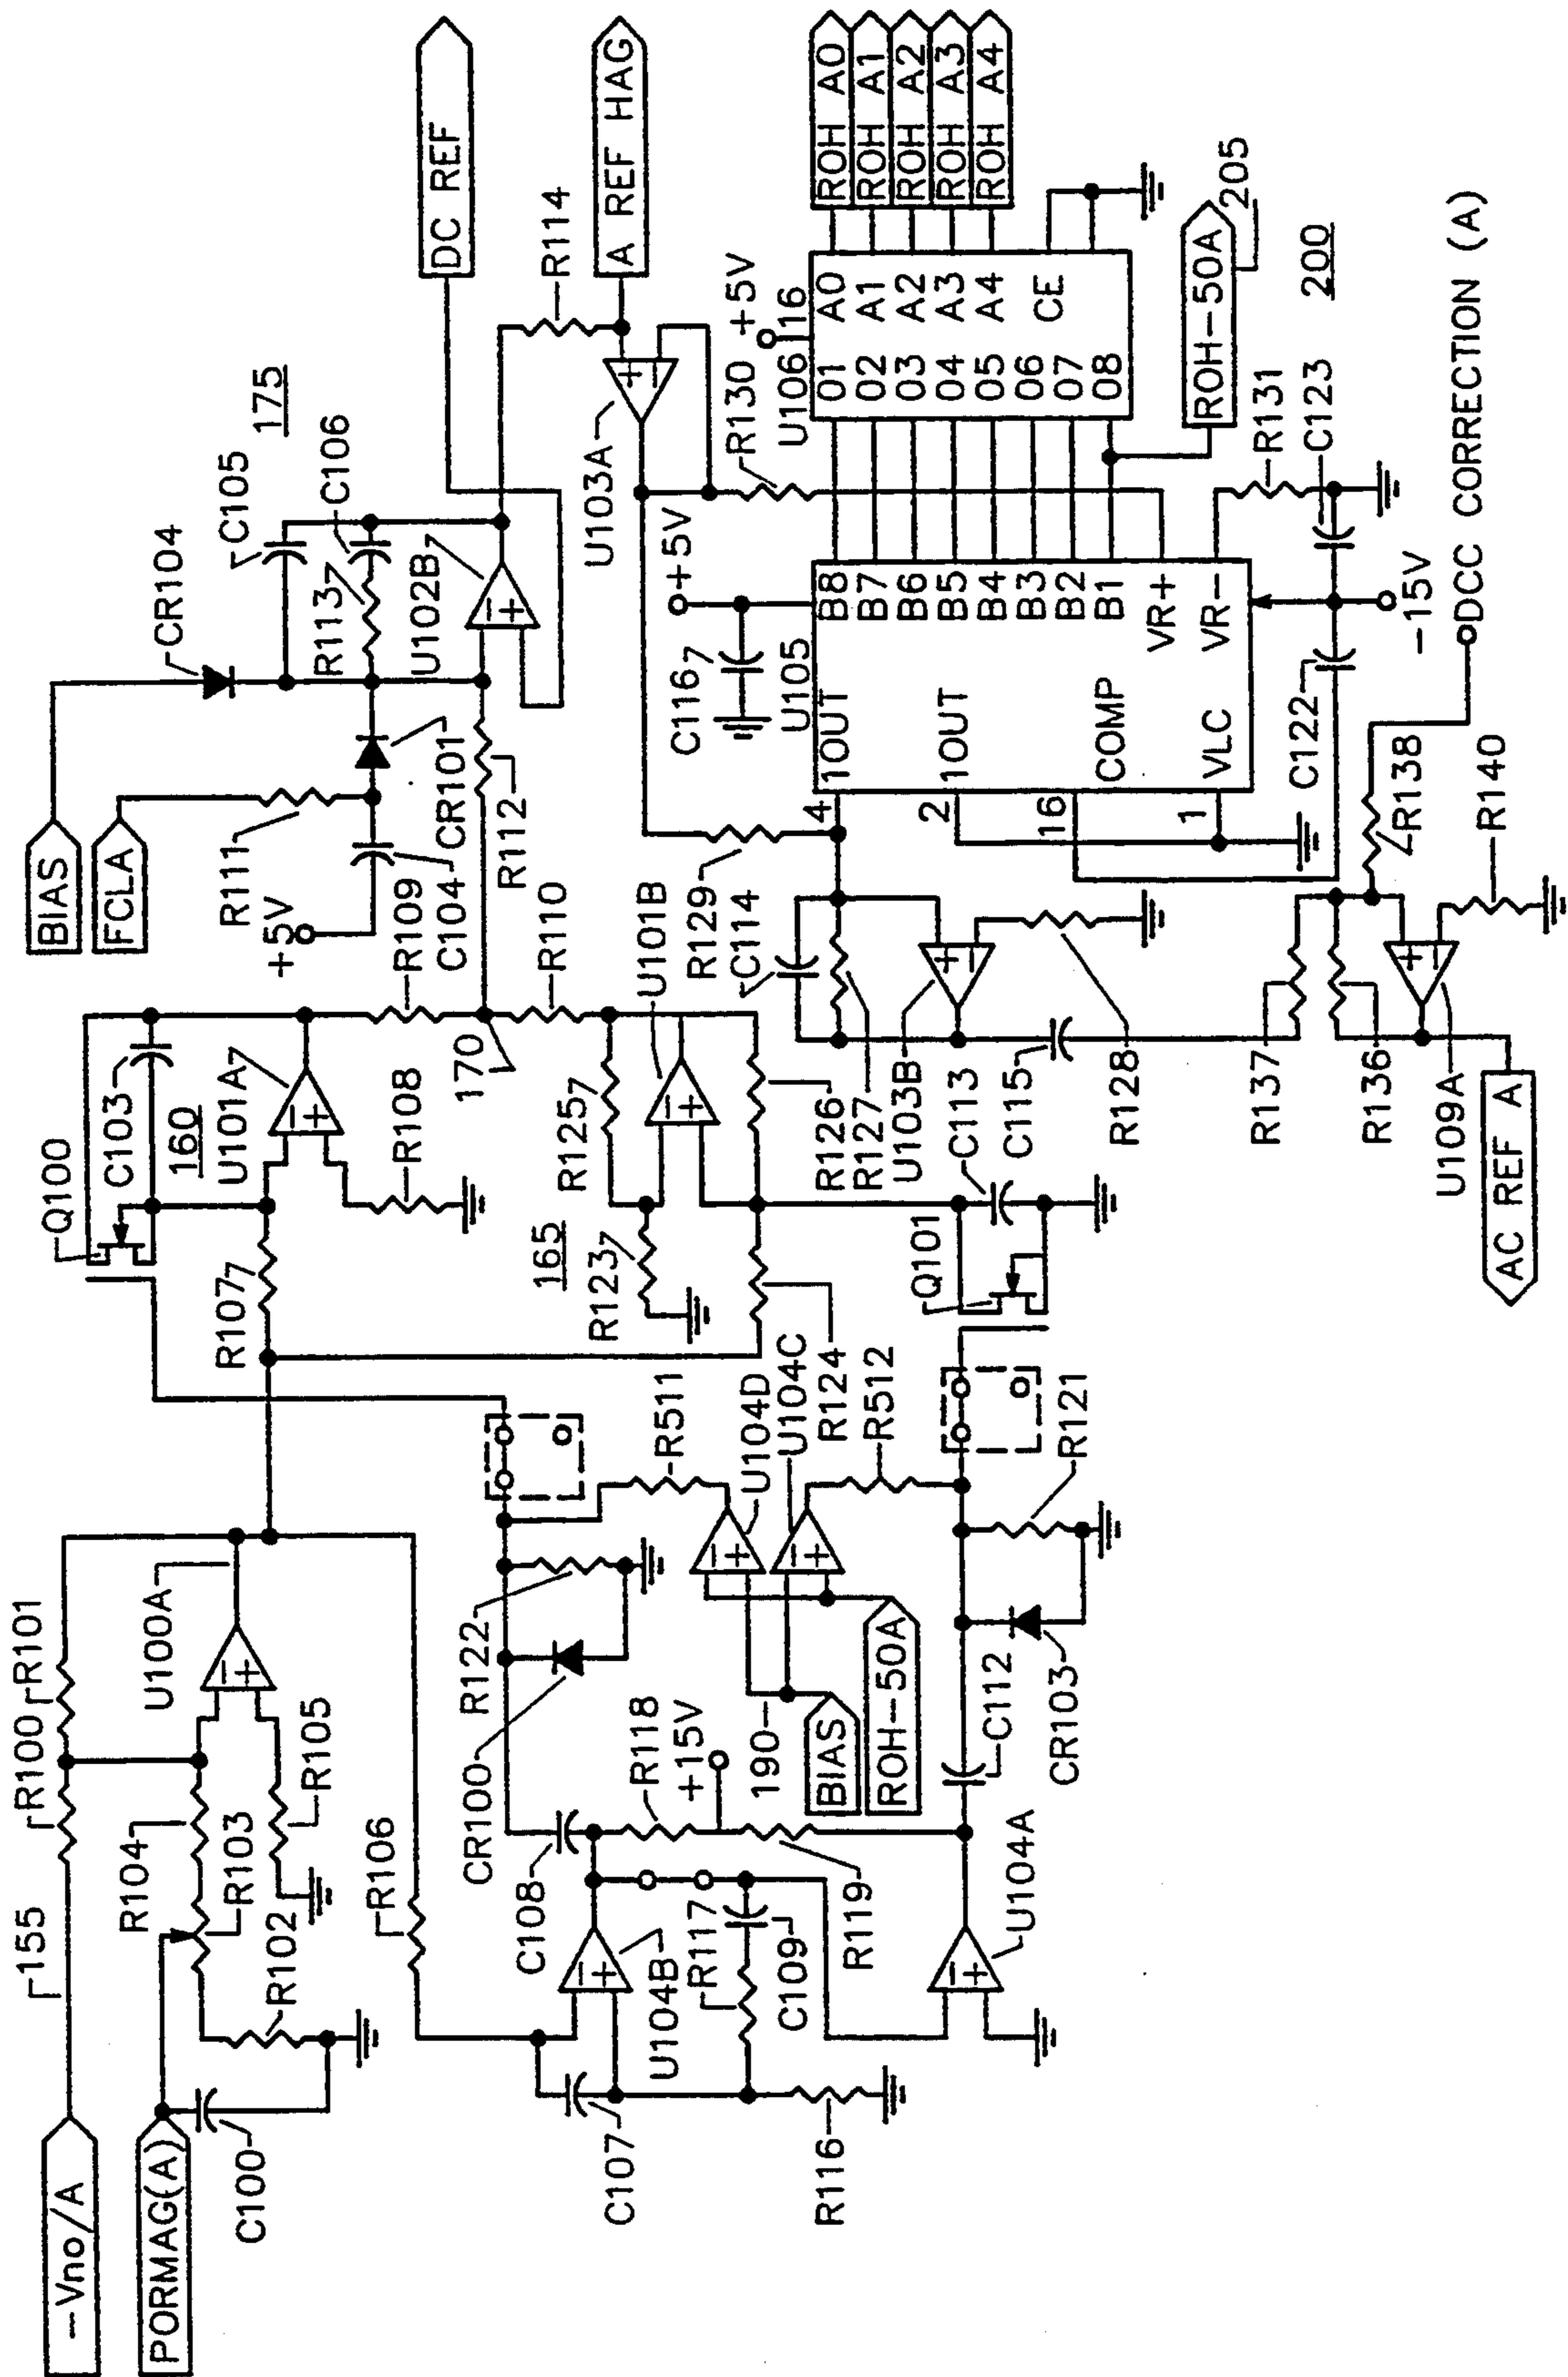 BIAS
FCLA
DC REF
CR104
C105
175
C106
R113
U102B
R111
+5V
C104
CR101
R112
R114
A REF HAG
Q100
C103
160
U101A
R109
R108
170
R110
R107
165
R125
U101B
R123
R126
R124
155
R100
R101
U100A
R104
R103
R105
R102
R106
--Vno/A
PORMAG(A)
C100
R122
CR100
R511
U104D
U104C
R512
R118
+15V
190
BIAS
ROH-50A
C108
U104B
R117
C109
R119
C107
R116
U104A
C112
CR103
R121
Q101
C113
C115
R127
U103B
R128
R129
C114
U103A
R130
+5V
16
U106
+5V
C116
U105
4
1OUT
2
1OUT
16
COMP
1
VLC
B8
B7
B6
B5
B4
B3
B2
B1
VR+
VR-
O1
O2
O3
O4
O5
O6
O7
O8
A0
A1
A2
A3
A4
CE
ROH A0
ROH A1
ROH A2
ROH A3
ROH A4
ROH-50A
205
200
R131
C123
C122
-15V
DCC CORRECTION (A)
R138
R140
R137
R136
U109A
AC REF A